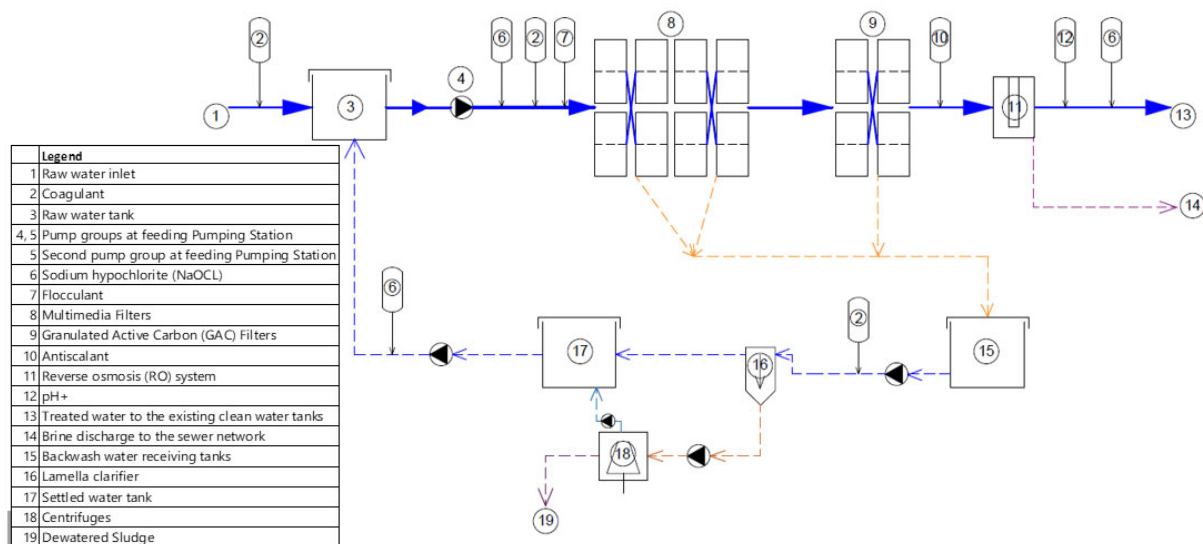 2
6
2
7
8
9
10
12
6
4
1
3
11
13
14
Legend
1 Raw water inlet
2 Coagulant
3 Raw water tank
4, 5 Pump groups at feeding Pumping Station
5 Second pump group at feeding Pumping Station
6 Sodium hypochlorite (NaOCL)
7 Flocculant
8 Multimedia Filters
9 Granulated Active Carbon (GAC) Filters
10 Antiscalant
11 Reverse osmosis (RO) system
12 pH+
13 Treated water to the existing clean water tanks
14 Brine discharge to the sewer network
15 Backwash water receiving tanks
16 Lamella clarifier
17 Settled water tank
18 Centrifuges
19 Dewatered Sludge
6
17
16
2
15
18
19